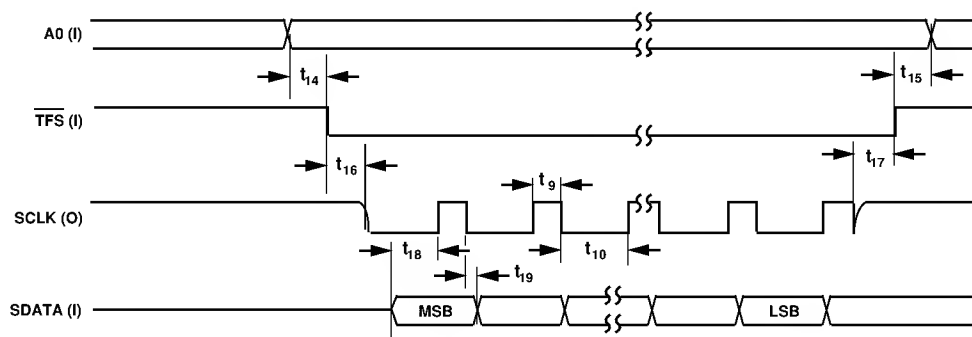 A0 (I)
t14
t15
TFS (I)
t16
t17
t9
SCLK (O)
t18
t10
t19
SDATA (I)
MSB
LSB